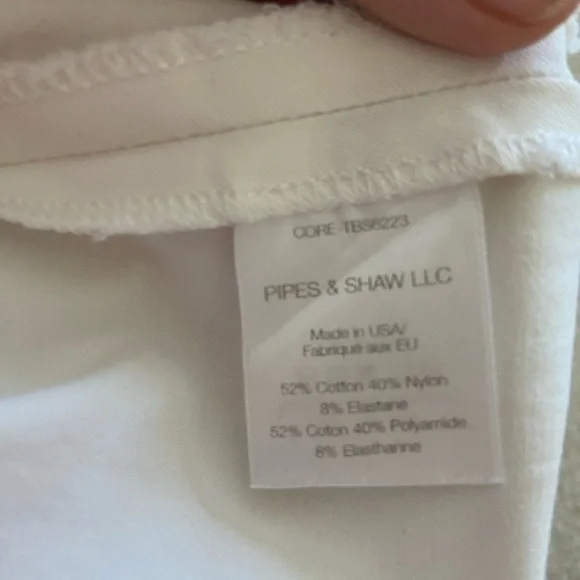 CORE-TBS6223
PIPES & SHAW LLC
Made in USA/
Fabriqué aux EU
52% Cotton 40% Nylon
8% Elastane
52% Coton 40% Polyamide
8% Elasthanne